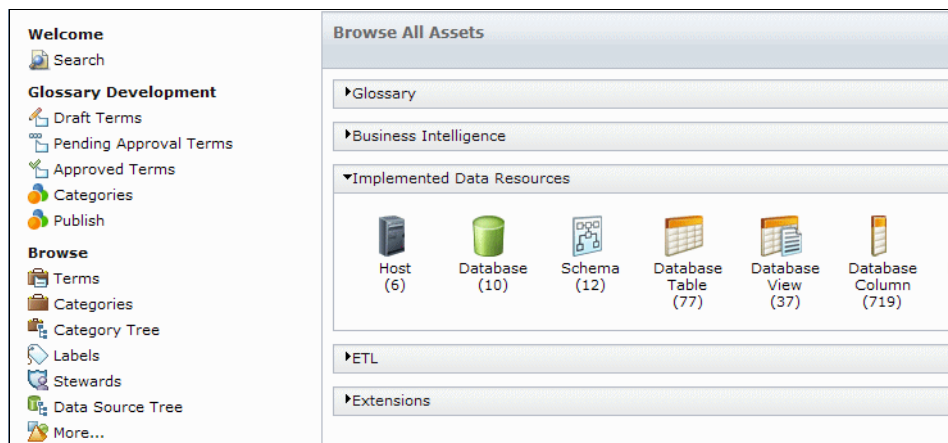 Welcome
Search
Glossary Development
Draft Terms
Pending Approval Terms
Approved Terms
Categories
Publish
Browse
Terms
Categories
Category Tree
Labels
Stewards
Data Source Tree
More...
Browse All Assets
Glossary
Business Intelligence
Implemented Data Resources
Host
(6)
Database
(10)
Schema
(12)
Database
Table
(77)
Database
View
(37)
Database
Column
(719)
ETL
Extensions